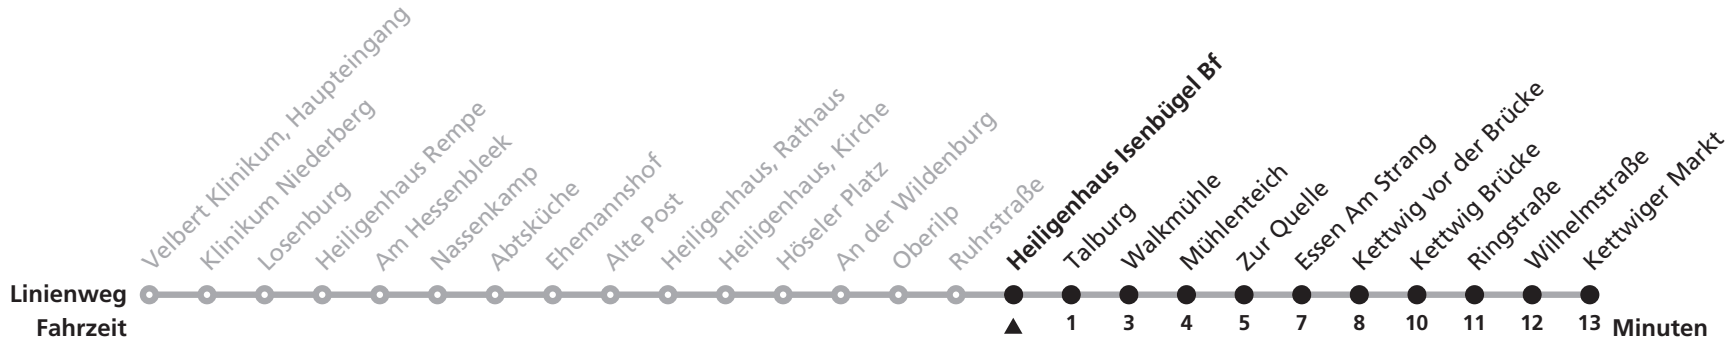 Velbert Klinikum, Haupteingang
Klinikum Niederberg
Losenburg
Heiligenhaus Rempe
Am Hessenbleek
Nassenkamp
Abtsküche
Ehemannshof
Alte Post
Heiligenhaus, Rathaus
Heiligenhaus, Kirche
Höseler Platz
An der Wildenburg
Oberilp
Ruhrstraße
Heiligenhaus Isenbügel Bf
Talburg
Walkmühle
Mühlenteich
Zur Quelle
Essen Am Strang
Kettwig vor der Brücke
Kettwig Brücke
Ringstraße
Wilhelmstraße
Kettwiger Markt
Linienweg
Fahrzeit ▲ 1 3 4 5 7 8 10 11 12 13 Minuten